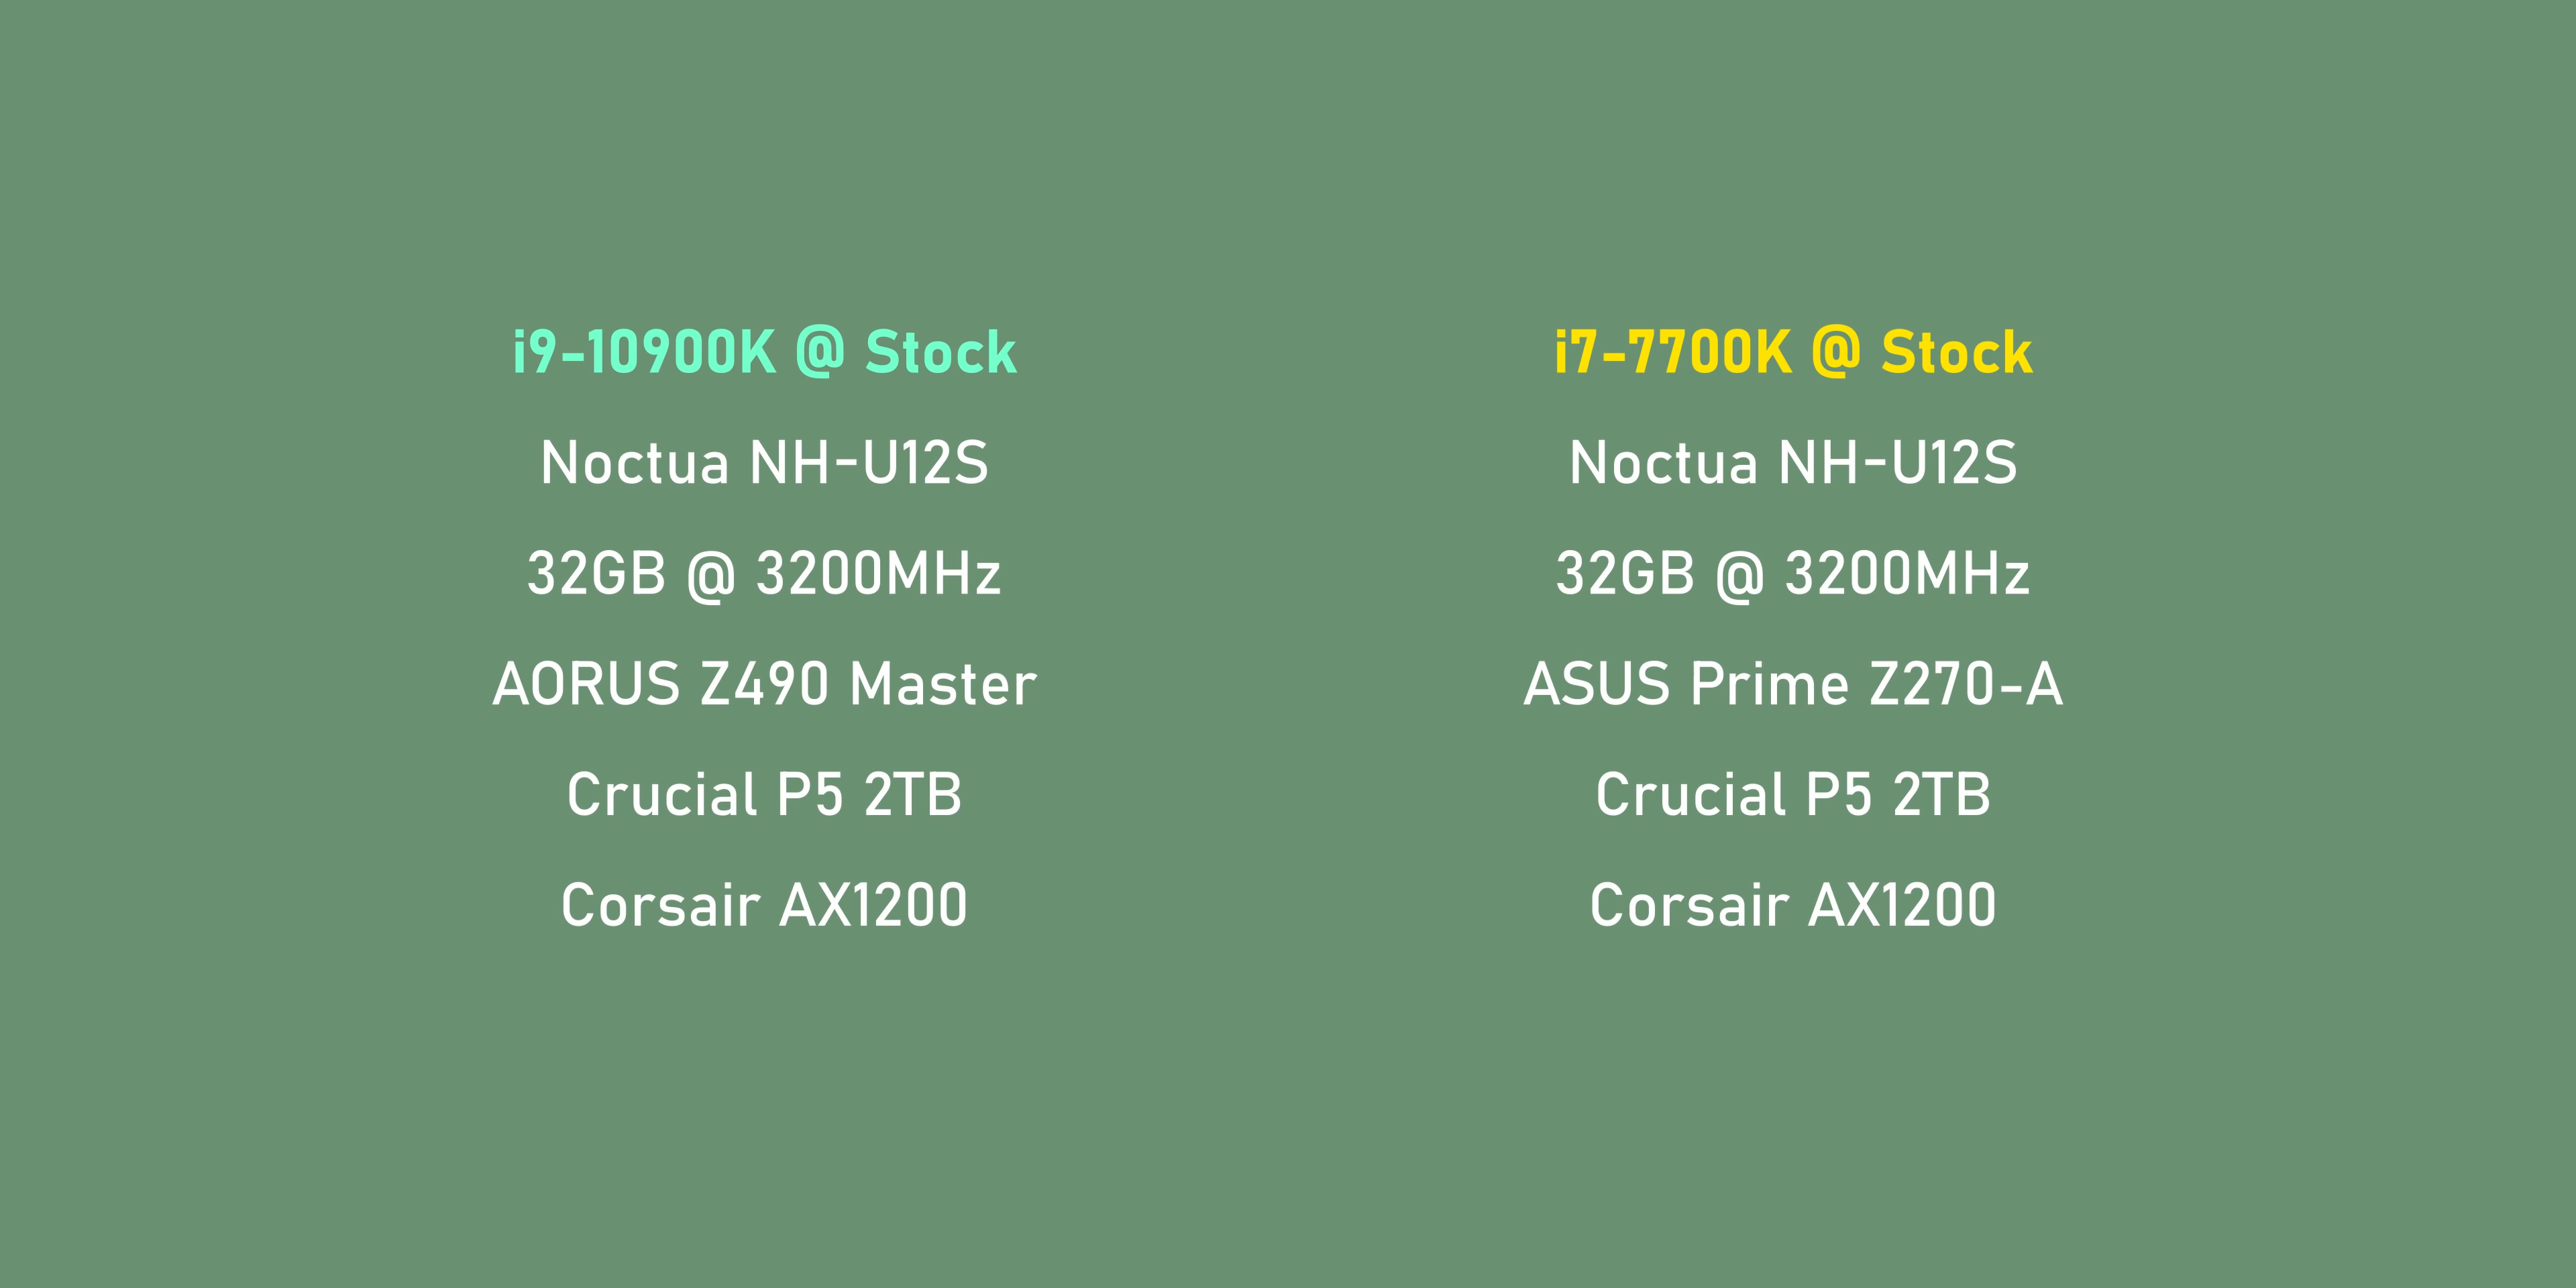 i9-10900K @ Stock
Noctua NH-U12S
32GB @ 3200MHz
AORUS Z490 Master
Crucial P5 2TB
Corsair AX1200
i7-7700K @ Stock
Noctua NH-U12S
32GB @ 3200MHz
ASUS Prime Z270-A
Crucial P5 2TB
Corsair AX1200